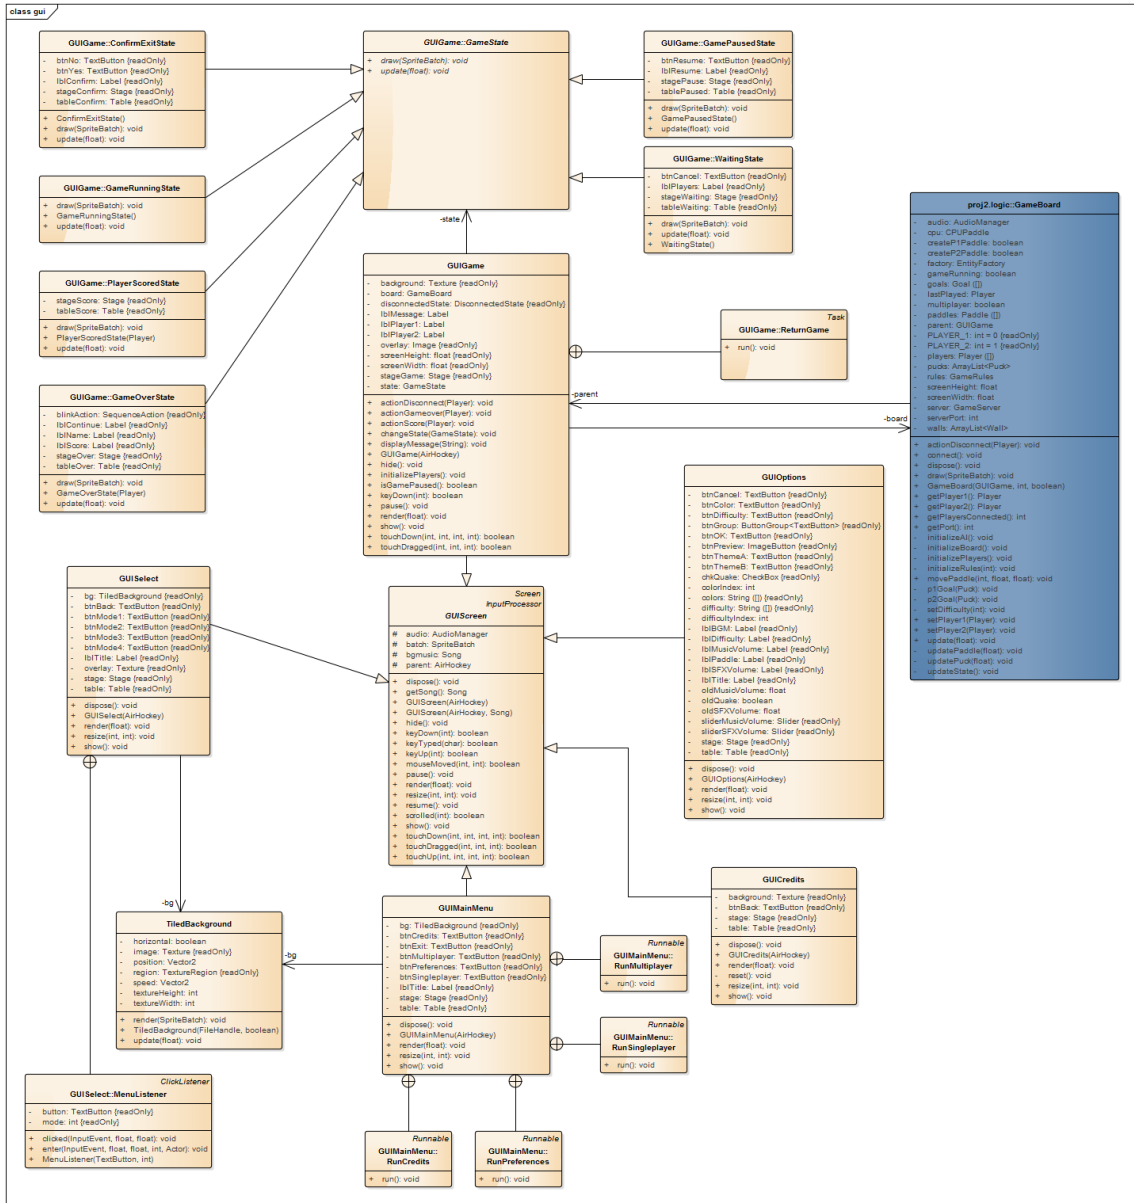 class gui
GUIGame::ConfirmExitState
- btnNo: TextButton {readOnly}
- btnYes: TextButton {readOnly}
- lblConfirm: Label {readOnly}
- stageConfirm: Stage {readOnly}
- tableConfirm: Table {readOnly}
+ ConfirmExitState()
+ draw(SpriteBatch): void
+ update(float): void
GUIGame::GameState
+ draw(SpriteBatch): void
+ update(float): void
GUIGame::GamePausedState
- btnResume: TextButton {readOnly}
- lblResume: Label {readOnly}
- stagePause: Stage {readOnly}
- tablePaused: Table {readOnly}
+ draw(SpriteBatch): void
+ GamePausedState()
+ update(float): void
GUIGame::WaitingState
- btnCancel: TextButton {readOnly}
- lblPlayers: Label {readOnly}
- stageWaiting: Stage {readOnly}
- tableWaiting: Table {readOnly}
+ draw(SpriteBatch): void
+ update(float): void
+ WaitingState()
GUIGame::GameRunningState
+ draw(SpriteBatch): void
+ GameRunningState()
+ update(float): void
GUIGame::PlayerScoredState
- stageScore: Stage {readOnly}
- tableScore: Table {readOnly}
+ draw(SpriteBatch): void
+ PlayerScoredState(Player)
+ update(float): void
GUIGame::GameOverState
- blinkAction: SequenceAction {readOnly}
- lblContinue: Label {readOnly}
- lblName: Label {readOnly}
- lblScore: Label {readOnly}
- stageOver: Stage {readOnly}
- tableOver: Table {readOnly}
+ draw(SpriteBatch): void
+ GameOverState(Player)
+ update(float): void
-state
GUIGame
- background: Texture {readOnly}
- board: GameBoard
- disconnectedState: DisconnectedState {readOnly}
- lblMessage: Label
- lblPlayer1: Label
- lblPlayer2: Label
- overlay: Image {readOnly}
- screenHeight: float {readOnly}
- screenWidth: float {readOnly}
- stageGame: Stage {readOnly}
- state: GameState
+ actionDisconnect(Player): void
+ actionGameover(Player): void
+ actionScore(Player): void
+ changeState(GameState): void
+ displayMessage(String): void
+ GUIGame(AirHockey)
+ hide(): void
+ initializePlayers(): void
+ isGamePaused(): boolean
+ keyDown(int): boolean
+ pause(): void
+ render(float): void
+ show(): void
+ touchDown(int, int, int, int): boolean
+ touchDragged(int, int, int): boolean
Task
GUIGame::ReturnGame
+ run(): void
-parent
-board
proj2.logic::GameBoard
- audio: AudioManager
- cpu: CPUPaddle
- createP1Paddle: boolean
- createP2Paddle: boolean
- factory: EntityFactory
- gameRunning: boolean
- goals: Goal ([])
- lastPlayed: Player
- multiplayer: boolean
- paddles: Paddle ([])
- parent: GUIGame
- PLAYER_1: int = 0 {readOnly}
- PLAYER_2: int = 1 {readOnly}
- players: Player ([])
- pucks: ArrayList<Puck>
- rules: GameRules
- screenHeight: float
- screenWidth: float
- server: GameServer
- serverPort: int
- walls: ArrayList<Wall>
+ actionDisconnect(Player): void
+ connect(): void
+ dispose(): void
+ draw(SpriteBatch): void
+ GameBoard(GUIGame, int, boolean)
+ getPlayer1(): Player
+ getPlayer2(): Player
+ getPlayersConnected(): int
+ getPort(): int
- initializeAI(): void
- initializeBoard(): void
- initializePlayers(): void
- initializeRules(int): void
+ movePaddle(int, float, float): void
- p1Goal(Puck): void
- p2Goal(Puck): void
- setDifficulty(int): void
+ setPlayer1(Player): void
+ setPlayer2(Player): void
+ update(float): void
- updatePaddle(float): void
- updatePuck(float): void
- updateState(): void
GUIOptions
- btnCancel: TextButton {readOnly}
- btnColor: TextButton {readOnly}
- btnDifficulty: TextButton {readOnly}
- btnGroup: ButtonGroup<TextButton> {readOnly}
- btnOK: TextButton {readOnly}
- btnPreview: ImageButton {readOnly}
- btnThemeA: TextButton {readOnly}
- btnThemeB: TextButton {readOnly}
- chkQuake: CheckBox {readOnly}
- colorIndex: int
- colors: String ([]) {readOnly}
- difficulty: String ([]) {readOnly}
- difficultyIndex: int
- lblBGM: Label {readOnly}
- lblDifficulty: Label {readOnly}
- lblMusicVolume: Label {readOnly}
- lblPaddle: Label {readOnly}
- lblSFXVolume: Label {readOnly}
- lblTitle: Label {readOnly}
- oldMusicVolume: float
- oldQuake: boolean
- oldSFXVolume: float
- sliderMusicVolume: Slider {readOnly}
- sliderSFXVolume: Slider {readOnly}
- stage: Stage {readOnly}
- table: Table {readOnly}
+ dispose(): void
+ GUIOptions(AirHockey)
+ render(float): void
+ resize(int, int): void
+ show(): void
GUISelect
- bg: TiledBackground {readOnly}
- btnBack: TextButton {readOnly}
- btnMode1: TextButton {readOnly}
- btnMode2: TextButton {readOnly}
- btnMode3: TextButton {readOnly}
- btnMode4: TextButton {readOnly}
- lblTitle: Label {readOnly}
- overlay: Texture {readOnly}
- stage: Stage {readOnly}
- table: Table {readOnly}
+ dispose(): void
+ GUISelect(AirHockey)
+ render(float): void
+ resize(int, int): void
+ show(): void
Screen
InputProcessor
GUIScreen
# audio: AudioManager
# batch: SpriteBatch
# bgmusic: Song
# parent: AirHockey
+ dispose(): void
+ getSong(): Song
+ GUIScreen(AirHockey)
+ GUIScreen(AirHockey, Song)
+ hide(): void
+ keyDown(int): boolean
+ keyTyped(char): boolean
+ keyUp(int): boolean
+ mouseMoved(int, int): boolean
+ pause(): void
+ render(float): void
+ resize(int, int): void
+ resume(): void
+ scrolled(int): boolean
+ show(): void
+ touchDown(int, int, int, int): boolean
+ touchDragged(int, int, int): boolean
+ touchUp(int, int, int, int): boolean
GUICredits
- background: Texture {readOnly}
- btnBack: TextButton {readOnly}
- stage: Stage {readOnly}
- table: Table {readOnly}
+ dispose(): void
+ GUICredits(AirHockey)
+ render(float): void
- reset(): void
+ resize(int, int): void
+ show(): void
-bg
TiledBackground
- horizontal: boolean
- image: Texture {readOnly}
- position: Vector2
- region: TextureRegion {readOnly}
- speed: Vector2
- textureHeight: int
- textureWidth: int
+ render(SpriteBatch): void
+ TiledBackground(FileHandle, boolean)
+ update(float): void
-bg
GUIMainMenu
- bg: TiledBackground {readOnly}
- btnCredits: TextButton {readOnly}
- btnExit: TextButton {readOnly}
- btnMultiplayer: TextButton {readOnly}
- btnPreferences: TextButton {readOnly}
- btnSingleplayer: TextButton {readOnly}
- lblTitle: Label {readOnly}
- stage: Stage {readOnly}
- table: Table {readOnly}
+ dispose(): void
+ GUIMainMenu(AirHockey)
+ render(float): void
+ resize(int, int): void
+ show(): void
Runnable
GUIMainMenu::
RunMultiplayer
+ run(): void
Runnable
GUIMainMenu::
RunSingleplayer
+ run(): void
ClickListener
GUISelect::MenuListener
- button: TextButton {readOnly}
- mode: int {readOnly}
+ clicked(InputEvent, float, float): void
+ enter(InputEvent, float, float, int, Actor): void
+ MenuListener(TextButton, int)
Runnable
GUIMainMenu::
RunCredits
+ run(): void
Runnable
GUIMainMenu::
RunPreferences
+ run(): void